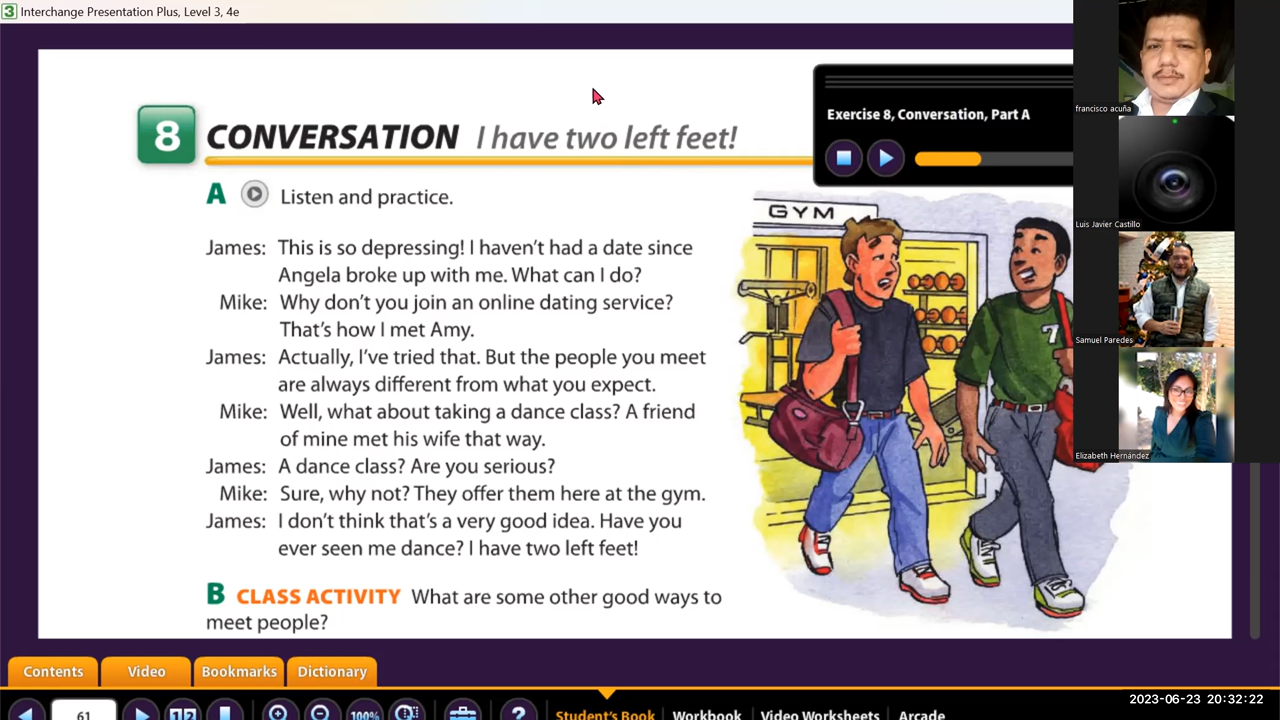 3 Interchange Presentation Plus, Level 3, 4e
8 CONVERSATION I have two left feet!
Exercise 8, Conversation, Part A
A Listen and practice.
James: This is so depressing! I haven't had a date since
Angela broke up with me. What can I do?
Mike: Why don't you join an online dating service?
That's how I met Amy.
James: Actually, I've tried that. But the people you meet
are always different from what you expect.
Mike: Well, what about taking a dance class? A friend
of mine met his wife that way.
James: A dance class? Are you serious?
Mike: Sure, why not? They offer them here at the gym.
James: I don't think that's a very good idea. Have you
ever seen me dance? I have two left feet!
B CLASS ACTIVITY What are some other good ways to
meet people?
GYM
7
francisco acuña
Luis Javier Castillo
Samuel Paredes
Elizabeth Hernández
Contents Video Bookmarks Dictionary
61 1 2 100% ? Student's Book Workbook Video Worksheets Arcade
2023-06-23 20:32:22